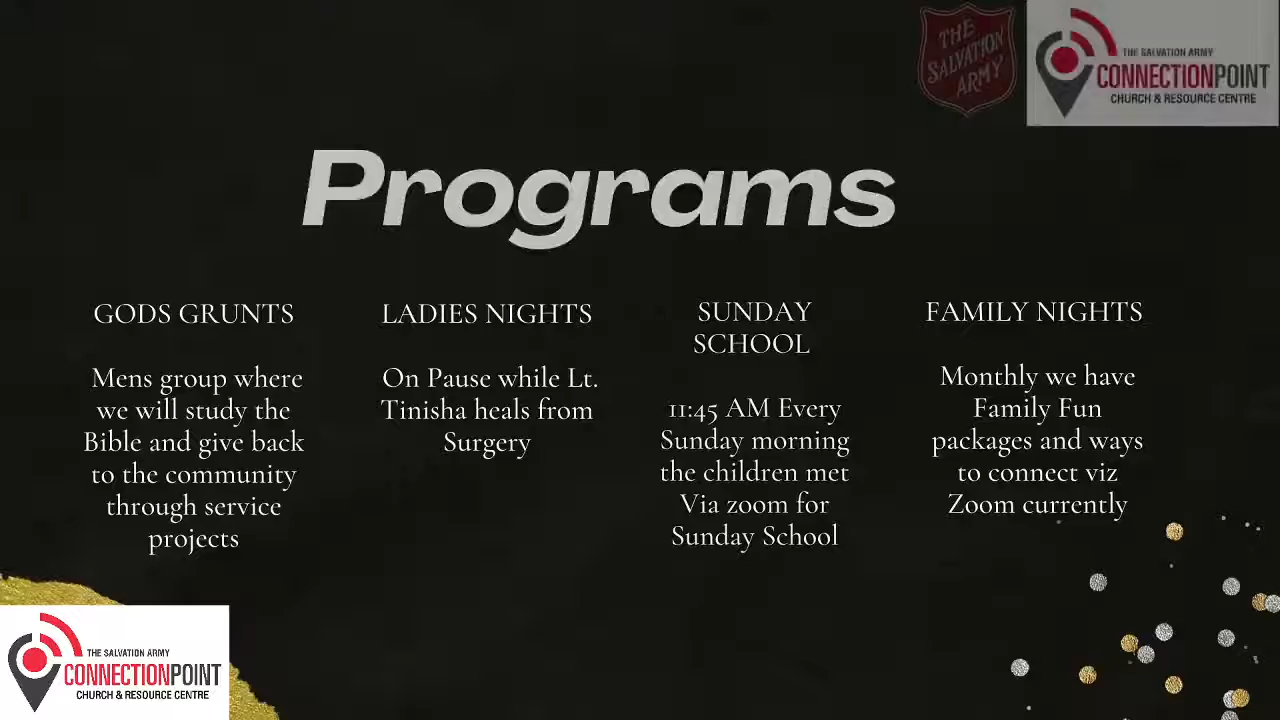 THE
SALVATION
ARMY
THE SALVATION ARMY
CONNECTIONPOINT
CHURCH & RESOURCE CENTRE
Programs
GODS GRUNTS
Mens group where
we will study the
Bible and give back
to the community
through service
projects
LADIES NIGHTS
On Pause while Lt.
Tinisha heals from
Surgery
SUNDAY
SCHOOL
11:45 AM Every
Sunday morning
the children met
Via zoom for
Sunday School
FAMILY NIGHTS
Monthly we have
Family Fun
packages and ways
to connect viz
Zoom currently
THE SALVATION ARMY
CONNECTIONPOINT
CHURCH & RESOURCE CENTRE